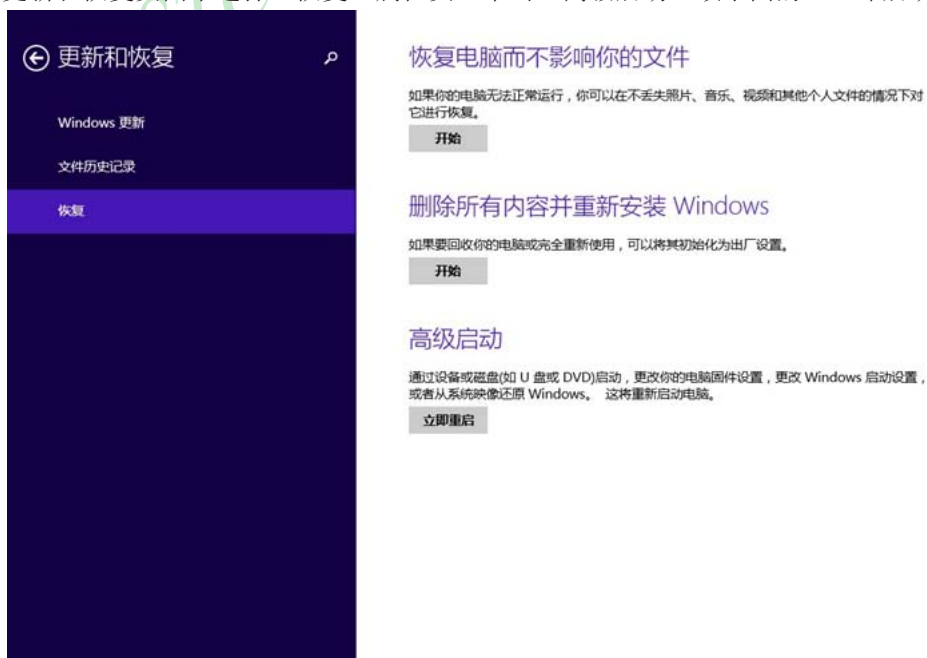 更新和恢复
恢复电脑而不影响你的文件
如果你的电脑无法正常运行，你可以在不丢失照片、音乐、视频和其他个人文件的情况下对
它进行恢复。
开始
Windows 更新
文件历史记录
恢复
删除所有内容并重新安装 Windows
如果要回收你的电脑或完全重新使用，可以将其初始化为出厂设置。
开始
高级启动
通过设备或磁盘(如 U 盘或 DVD)启动，更改你的电脑固件设置，更改 Windows 启动设置，
或者从系统映像还原 Windows。 这将重新启动电脑。
立即重启